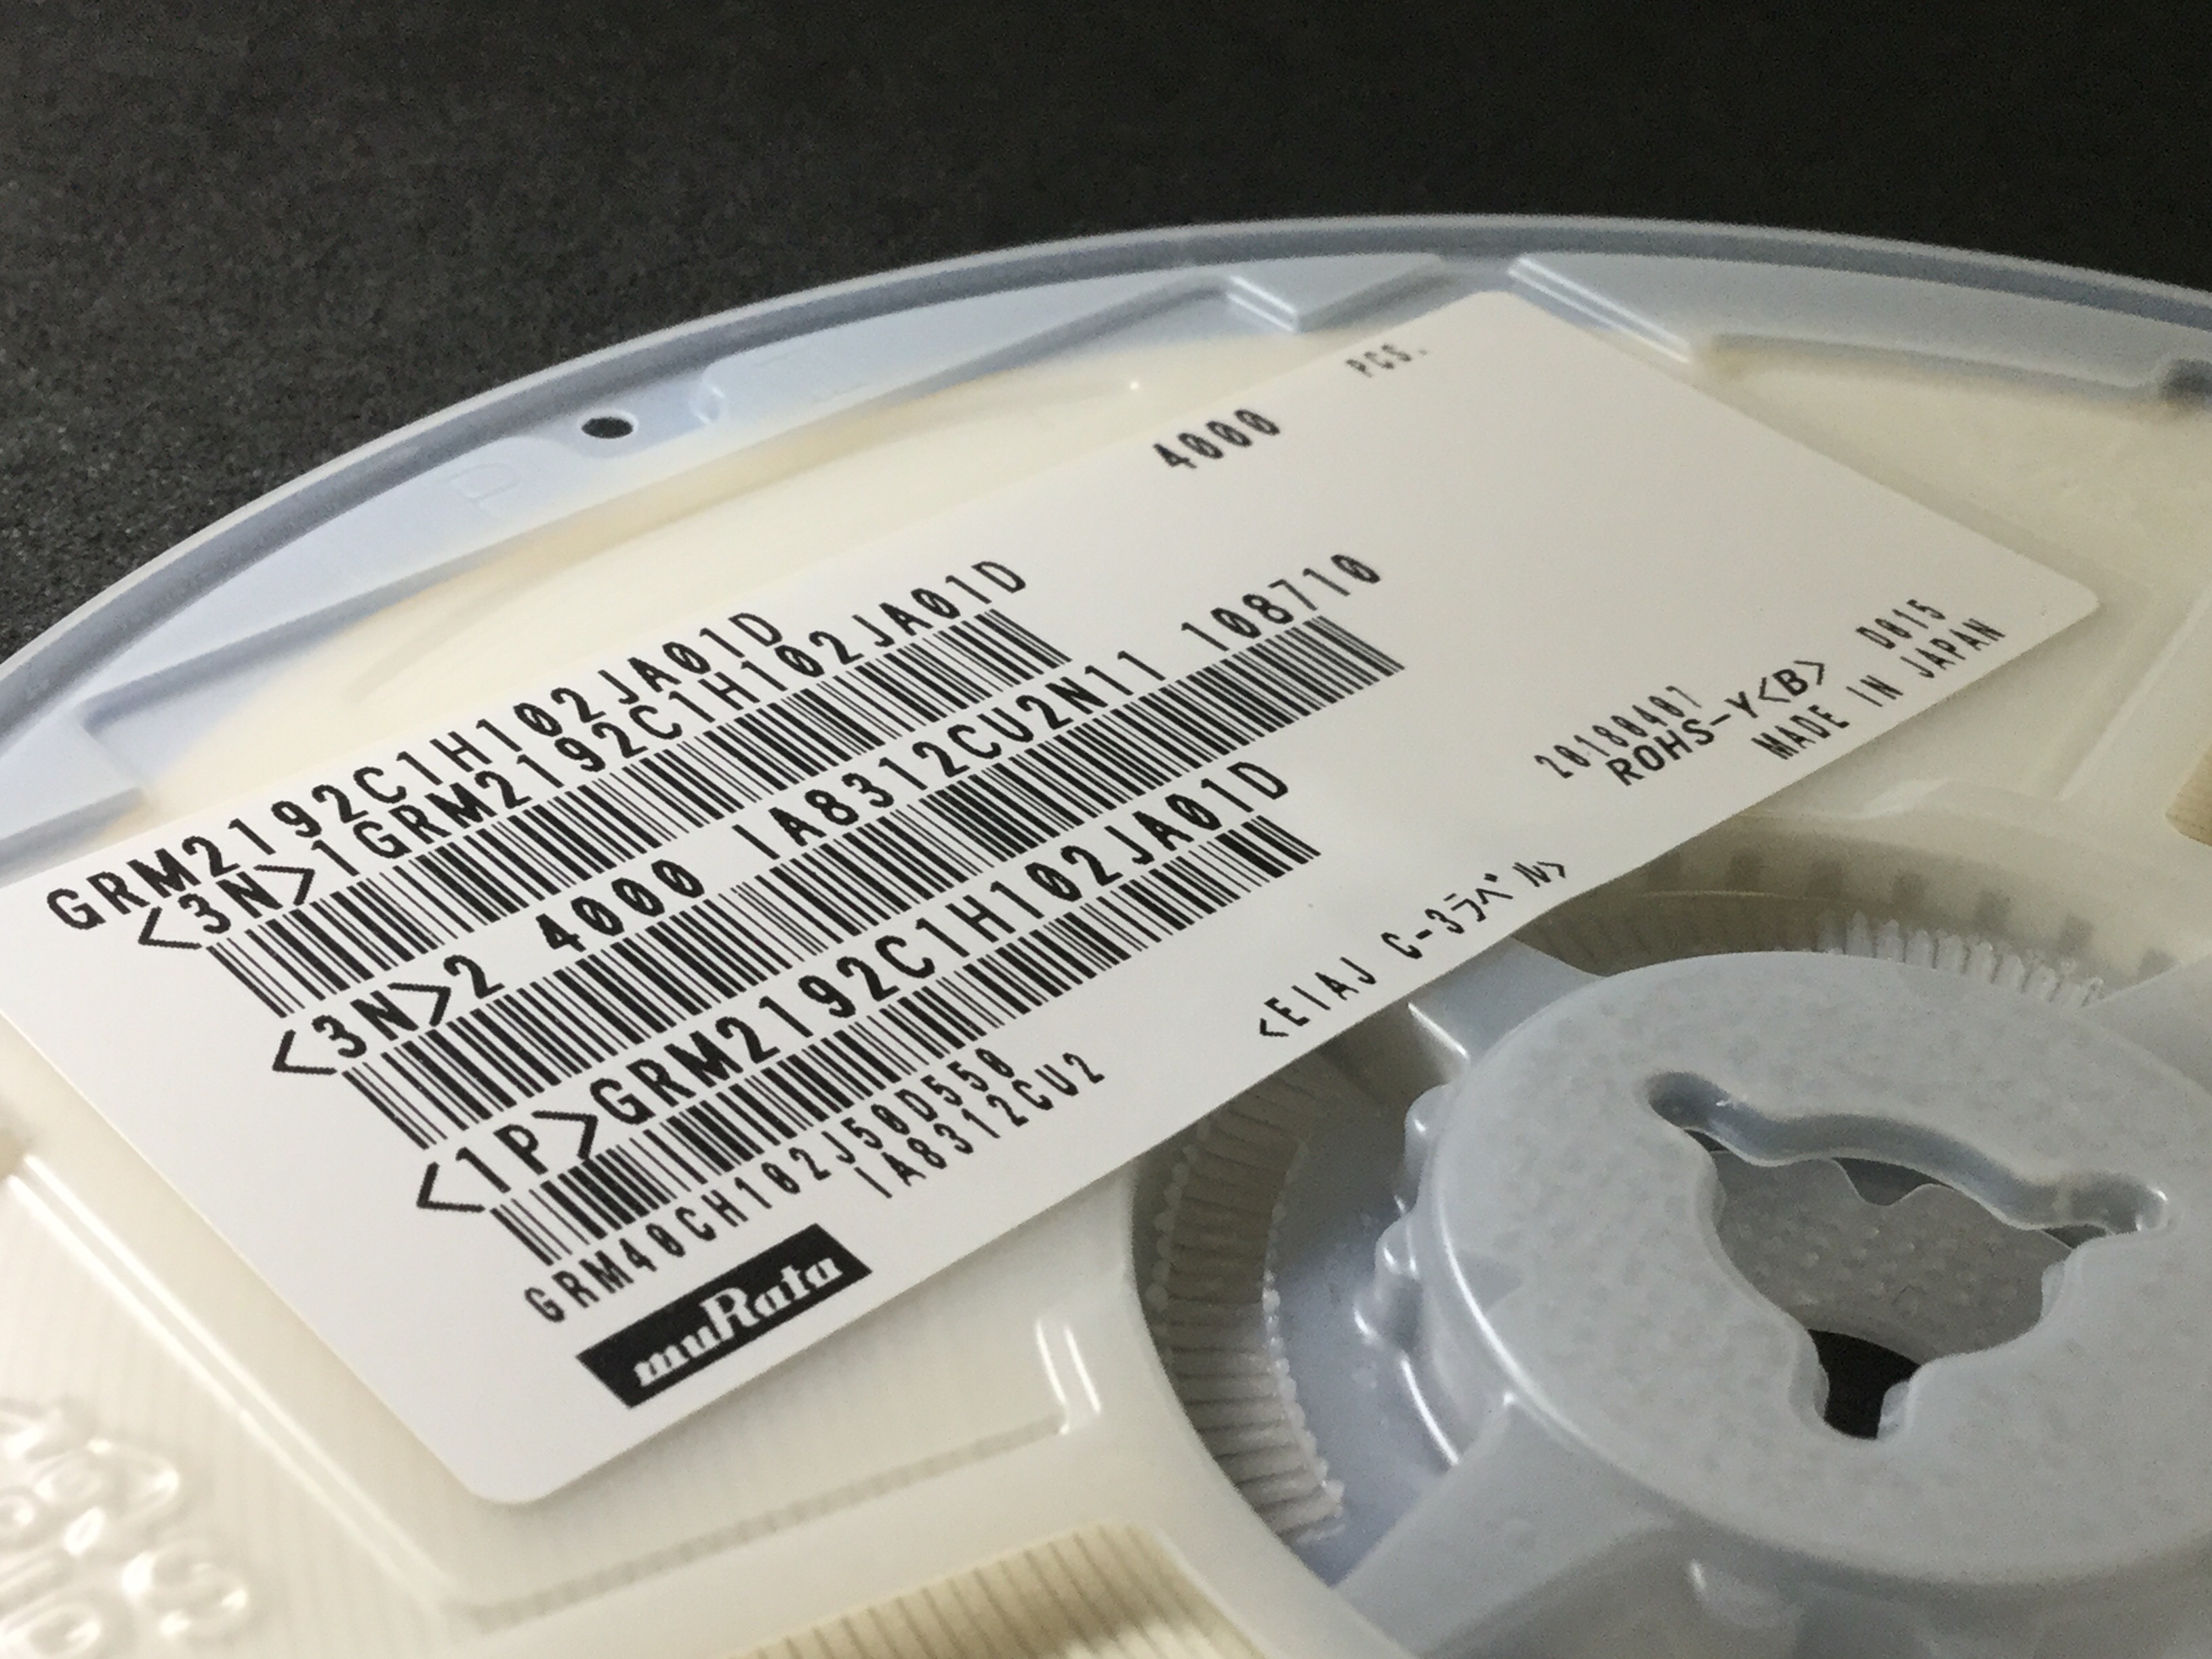 PCS.
4000
GRM2192C1H102JA01D
<3N>1GRM2192C1H102JA01D
<3N>2 4000 IA8312CU2N11 108710
<1P>GRM2192C1H102JA01D
GRM40CH102J50D550
IA8312CU2
muRata
20180407 D815
ROHS-Y<B>
MADE IN JAPAN
<EIAJ C-3ラベル>